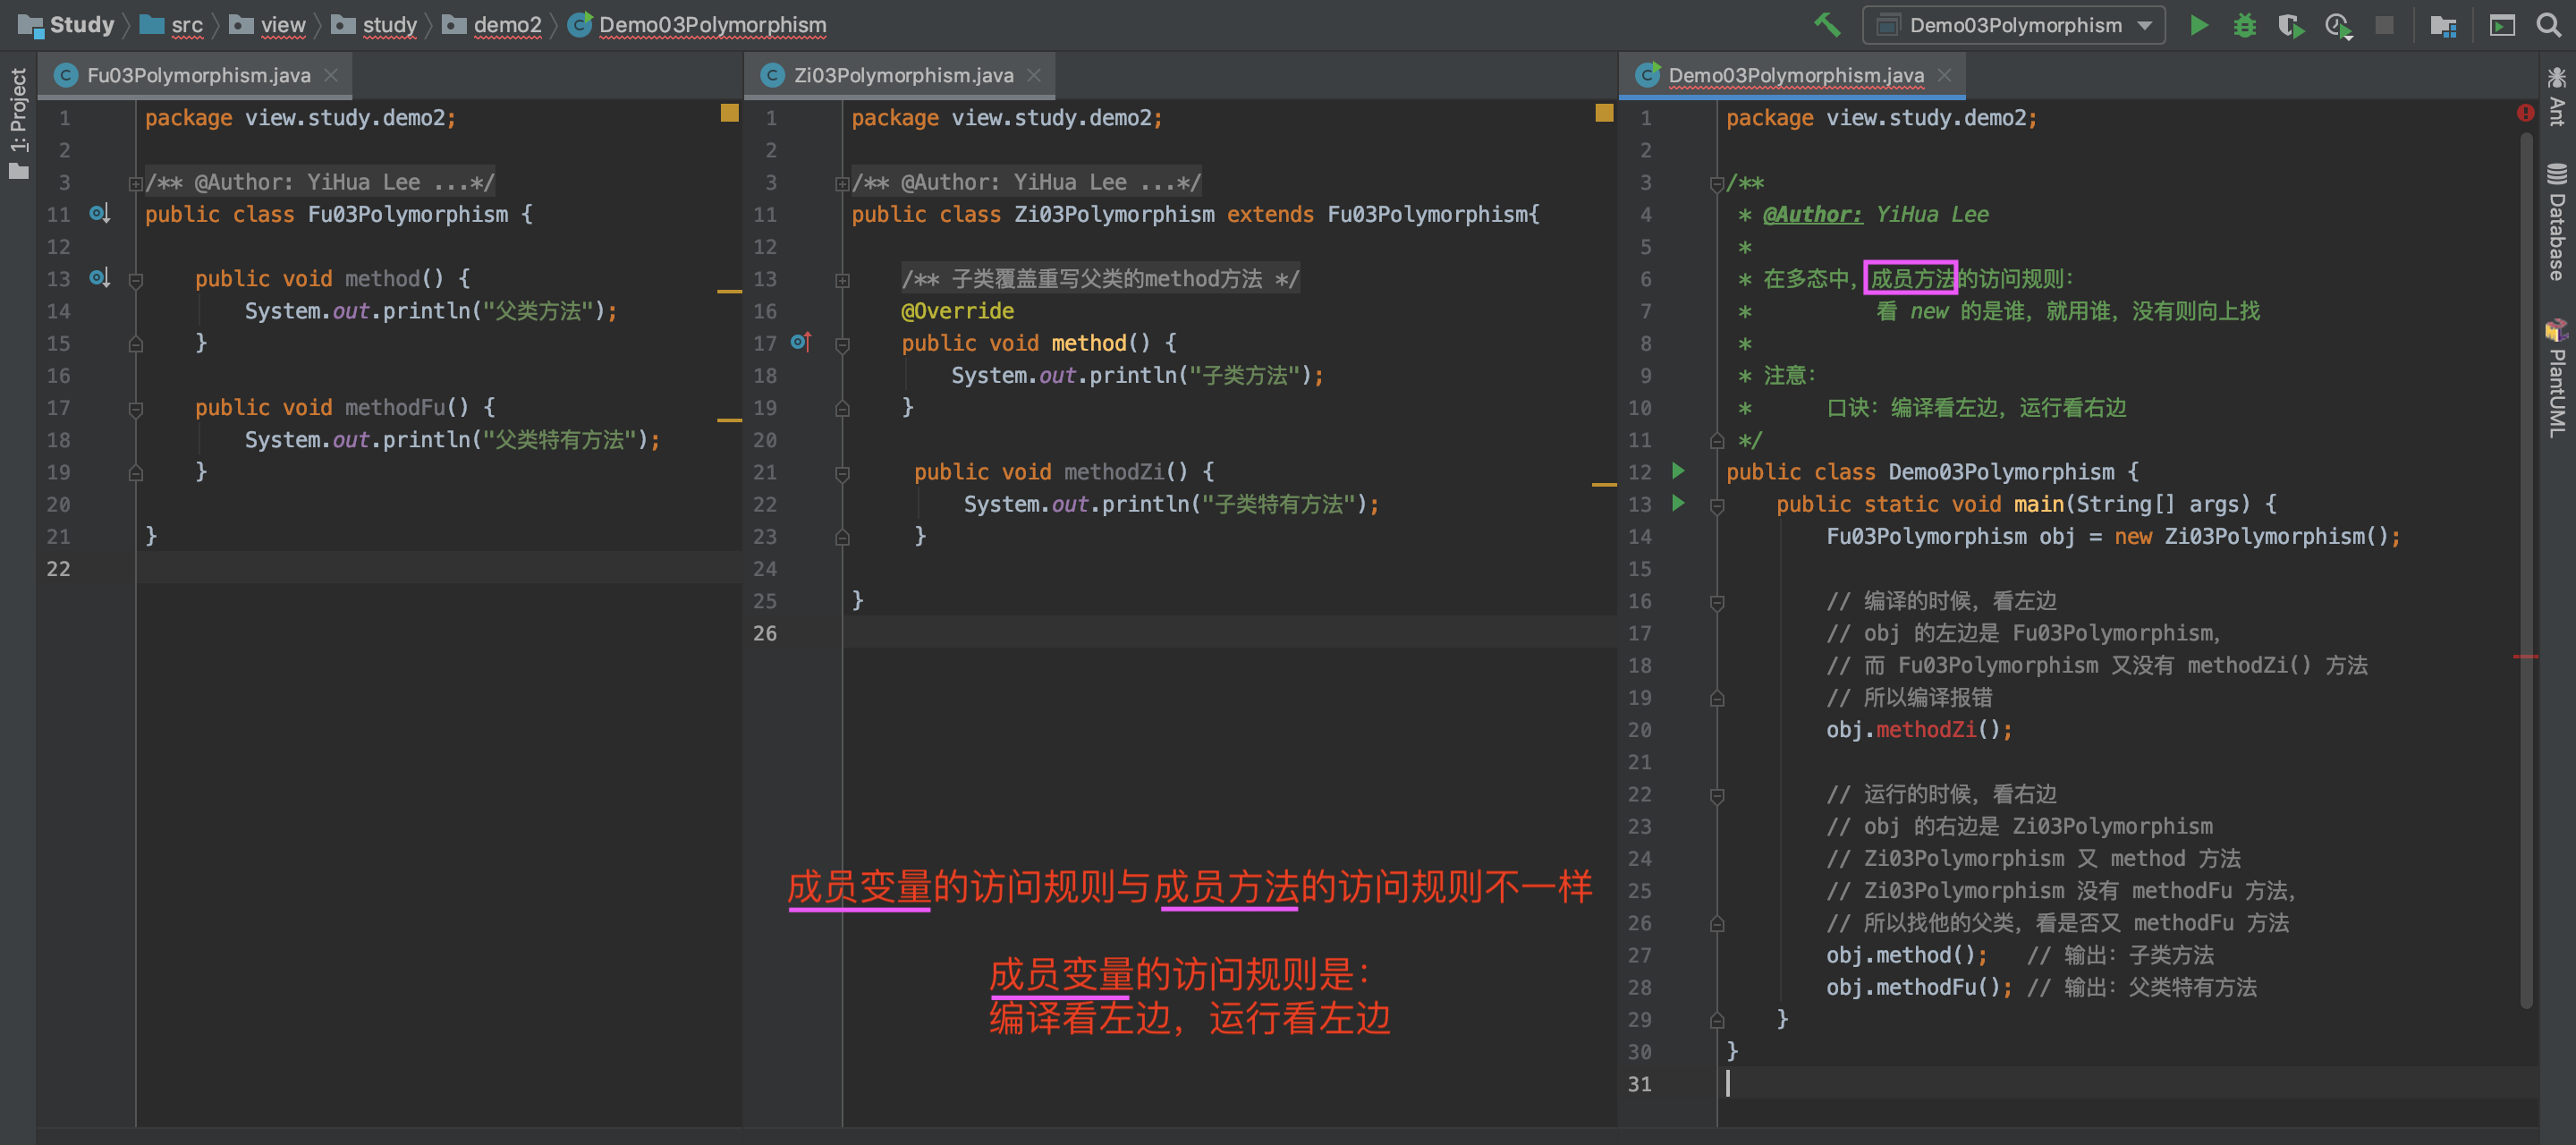 Study src view study demo2 Demo03Polymorphism
Demo03Polymorphism
1: Project
Fu03Polymorphism.java
1 package view.study.demo2;
2
3 /** @Author: YiHua Lee ...*/
11 public class Fu03Polymorphism {
12
13 public void method() {
14 System.out.println("父类方法");
15 }
16
17 public void methodFu() {
18 System.out.println("父类特有方法");
19 }
20
21 }
22
Zi03Polymorphism.java
1 package view.study.demo2;
2
3 /** @Author: YiHua Lee ...*/
11 public class Zi03Polymorphism extends Fu03Polymorphism{
12
13 /** 子类覆盖重写父类的method方法 */
16 @Override
17 public void method() {
18 System.out.println("子类方法");
19 }
20
21 public void methodZi() {
22 System.out.println("子类特有方法");
23 }
24
25 }
26
成员变量的访问规则与成员方法的访问规则不一样
成员变量的访问规则是：
编译看左边，运行看左边
Demo03Polymorphism.java
1 package view.study.demo2;
2
3 /**
4 * @Author: YiHua Lee
5 *
6 * 在多态中，成员方法的访问规则：
7 * 看 new 的是谁，就用谁，没有则向上找
8 *
9 * 注意：
10 * 口诀：编译看左边，运行看右边
11 */
12 public class Demo03Polymorphism {
13 public static void main(String[] args) {
14 Fu03Polymorphism obj = new Zi03Polymorphism();
15
16 // 编译的时候，看左边
17 // obj 的左边是 Fu03Polymorphism，
18 // 而 Fu03Polymorphism 又没有 methodZi() 方法
19 // 所以编译报错
20 obj.methodZi();
21
22 // 运行的时候，看右边
23 // obj 的右边是 Zi03Polymorphism
24 // Zi03Polymorphism 又 method 方法
25 // Zi03Polymorphism 没有 methodFu 方法，
26 // 所以找他的父类，看是否又 methodFu 方法
27 obj.method(); // 输出：子类方法
28 obj.methodFu(); // 输出：父类特有方法
29 }
30 }
31
Ant
Database
PlantUML